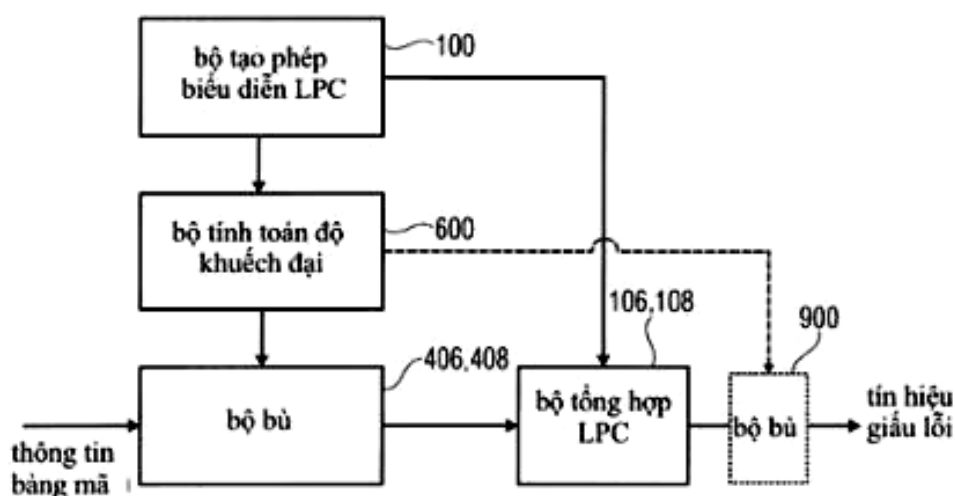 bộ tạo phép
biểu diễn LPC
100
bộ tính toán độ
khuếch đại
600
106,108
900
406,408
bộ bù
bộ tổng hợp
LPC
bộ bù
tín hiệu
giấu lỗi
thông tin
bảng mã